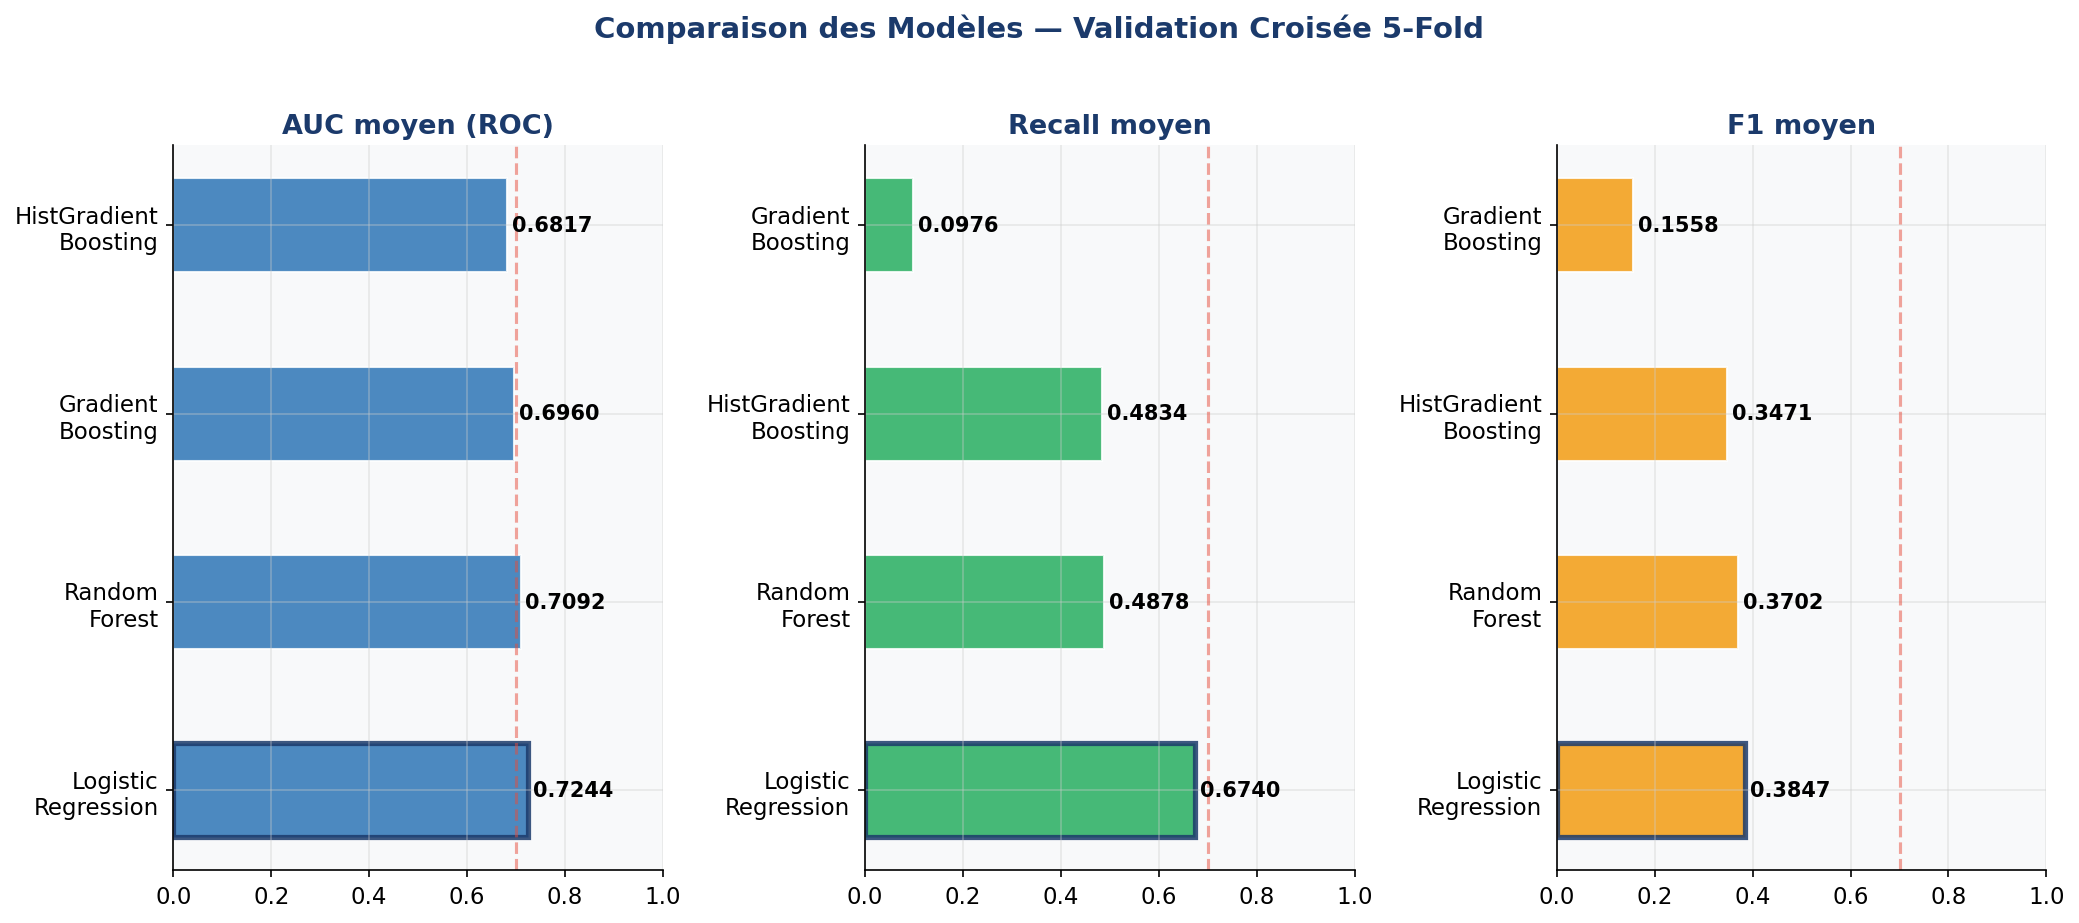 Comparaison des Modèles — Validation Croisée 5-Fold
AUC moyen (ROC)
HistGradient
Boosting
0.6817
Gradient
Boosting
0.6960
Random
Forest
0.7092
Logistic
Regression
0.7244
0.0 0.2 0.4 0.6 0.8 1.0
Recall moyen
Gradient
Boosting
0.0976
HistGradient
Boosting
0.4834
Random
Forest
0.4878
Logistic
Regression
0.6740
0.0 0.2 0.4 0.6 0.8 1.0
F1 moyen
Gradient
Boosting
0.1558
HistGradient
Boosting
0.3471
Random
Forest
0.3702
Logistic
Regression
0.3847
0.0 0.2 0.4 0.6 0.8 1.0